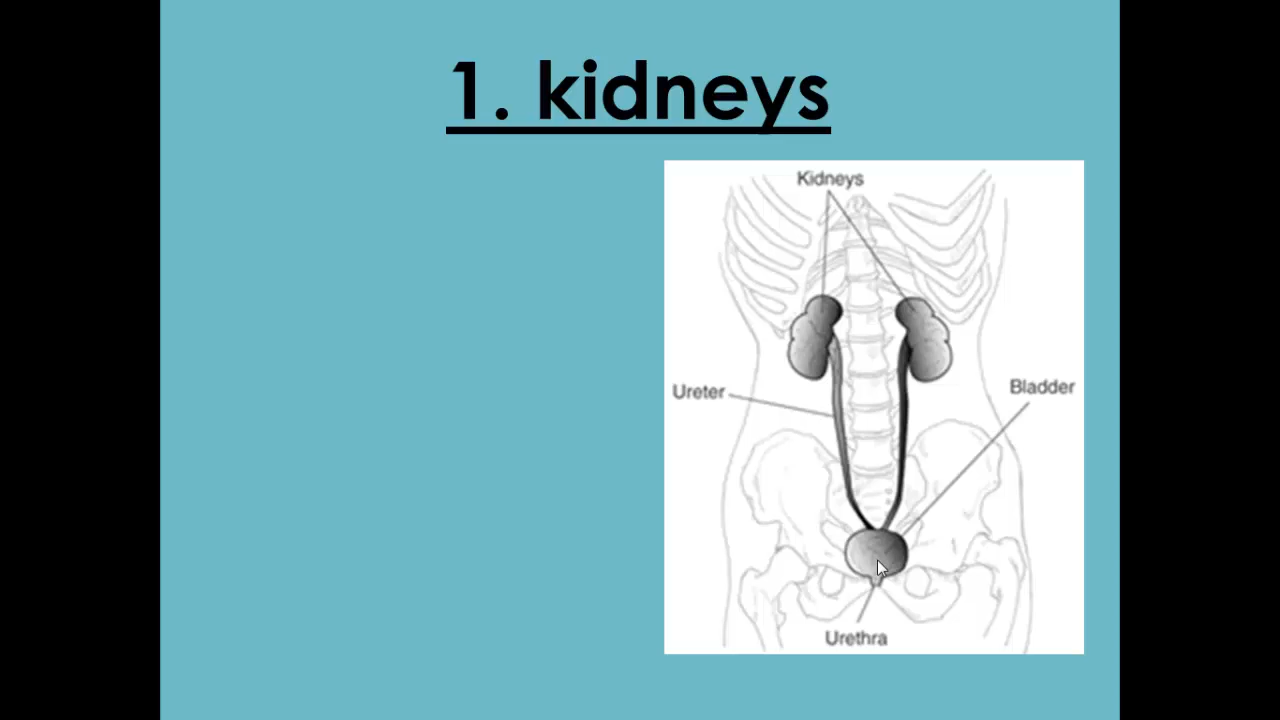 1. kidneys
Kidneys
Ureter
Bladder
Urethra